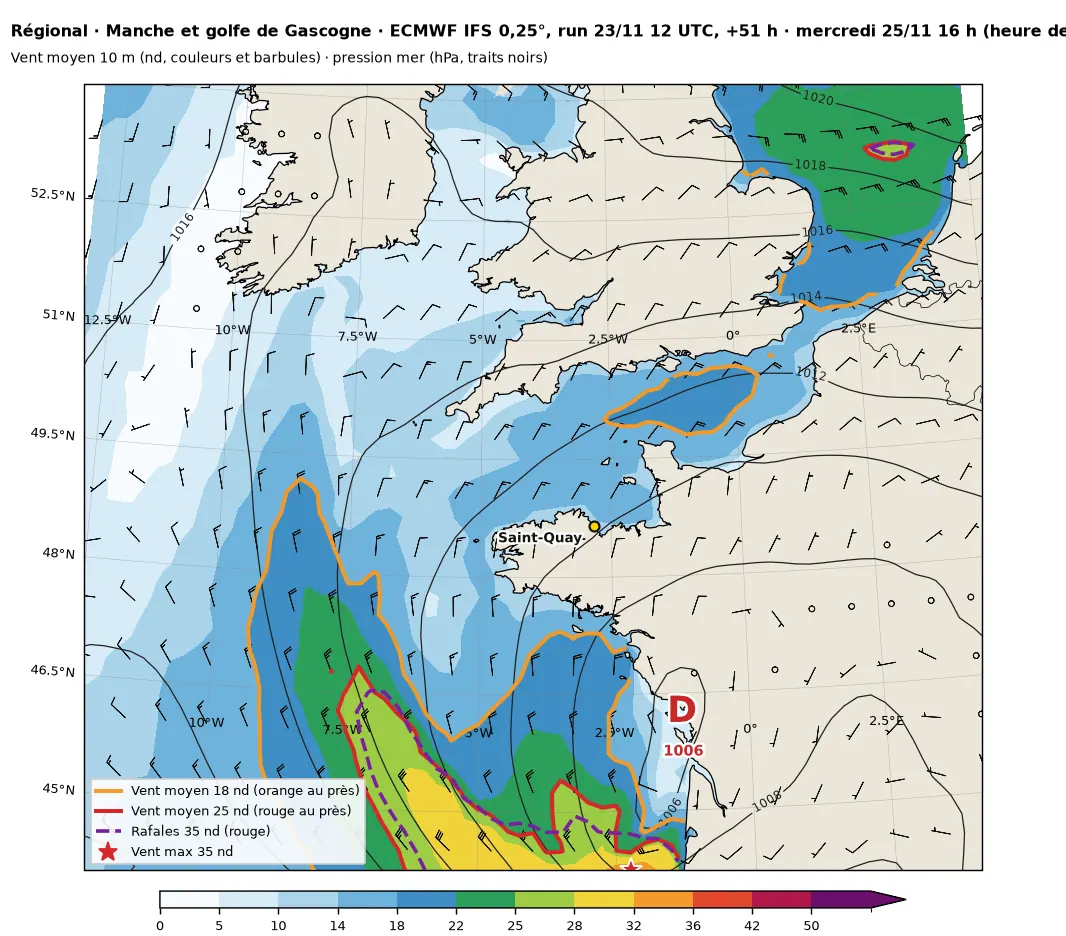 Régional · Manche et golfe de Gascogne · ECMWF IFS 0,25°, run 23/11 12 UTC, +51 h · mercredi 25/11 16 h (heure de
Vent moyen 10 m (nd, couleurs et barbules) · pression mer (hPa, traits noirs)
1020
1018
52.5°N
1016
1016
1014
51°N
12.5°W
10°W
7.5°W
5°W
2.5°W
0°
2.5°E
1012
49.5°N
Saint-Quay
48°N
46.5°N
D
1006
10°W
7.5°W
5°W
2.5°W
0°
2.5°E
45°N
1006
1008
Vent moyen 18 nd (orange au près)
Vent moyen 25 nd (rouge au près)
Rafales 35 nd (rouge)
Vent max 35 nd
0 5 10 14 18 22 25 28 32 36 42 50